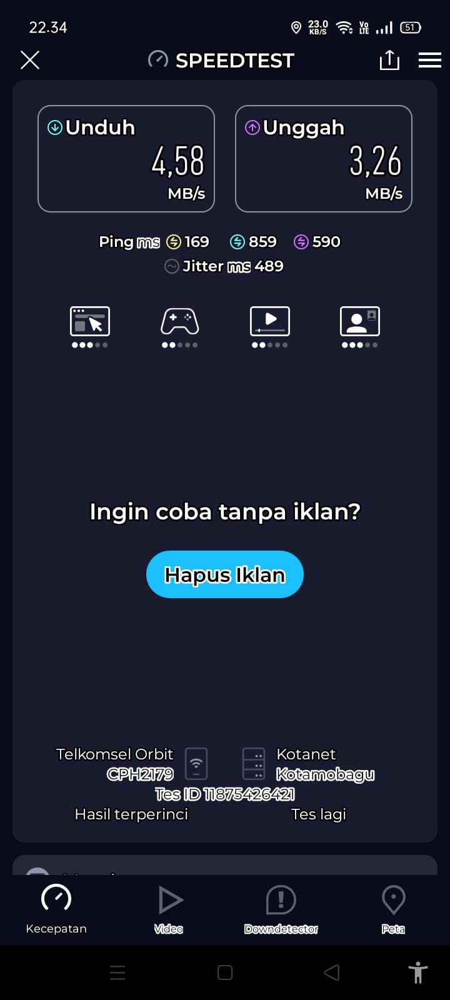 22.34
23.0
KB/S
Vo
LTE
51
SPEEDTEST
Unduh
4,58
MB/s
Unggah
3,26
MB/s
Ping ms 169 859 590
Jitter ms 489
Ingin coba tanpa iklan?
Hapus Iklan
Telkomsel Orbit
CPH2179
Kotanet
Kotamobagu
Tes ID 11875426421
Hasil terperinci
Tes lagi
Kecepatan
Video
Downdetector
Peta